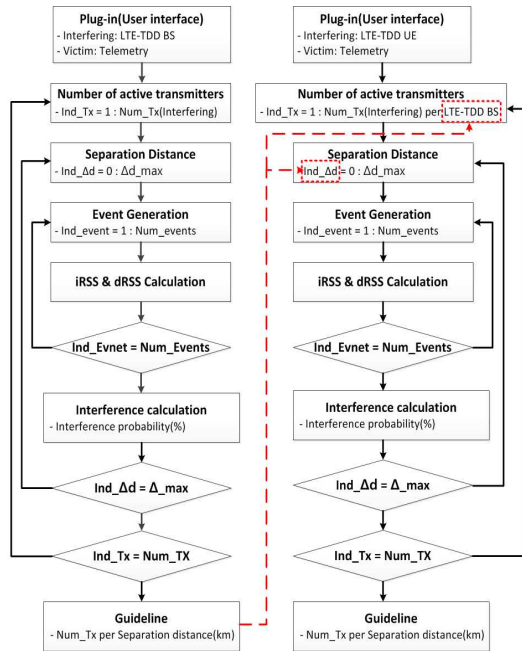 Plug-in(User interface)
- Interfering: LTE-TDD BS
- Victim: Telemetry
Number of active transmitters
- Ind_Tx = 1 : Num_Tx(Interfering)
Separation Distance
- Ind_Δd = 0 : Δd_max
Event Generation
- Ind_event = 1 : Num_events
iRSS & dRSS Calculation
Ind_Evnet = Num_Events
Interference calculation
- Interference probability(%)
Ind_Δd = Δ_max
Ind_Tx = Num_TX
Guideline
- Num_Tx per Separation distance(km)
Plug-in(User interface)
- Interfering: LTE-TDD UE
- Victim: Telemetry
Number of active transmitters
- Ind_Tx = 1 : Num_Tx(Interfering) per LTE-TDD BS
Separation Distance
- Ind_Δd = 0 : Δd_max
Event Generation
- Ind_event = 1 : Num_events
iRSS & dRSS Calculation
Ind_Evnet = Num_Events
Interference calculation
- Interference probability(%)
Ind_Δd = Δ_max
Ind_Tx = Num_TX
Guideline
- Num_Tx per Separation distance(km)